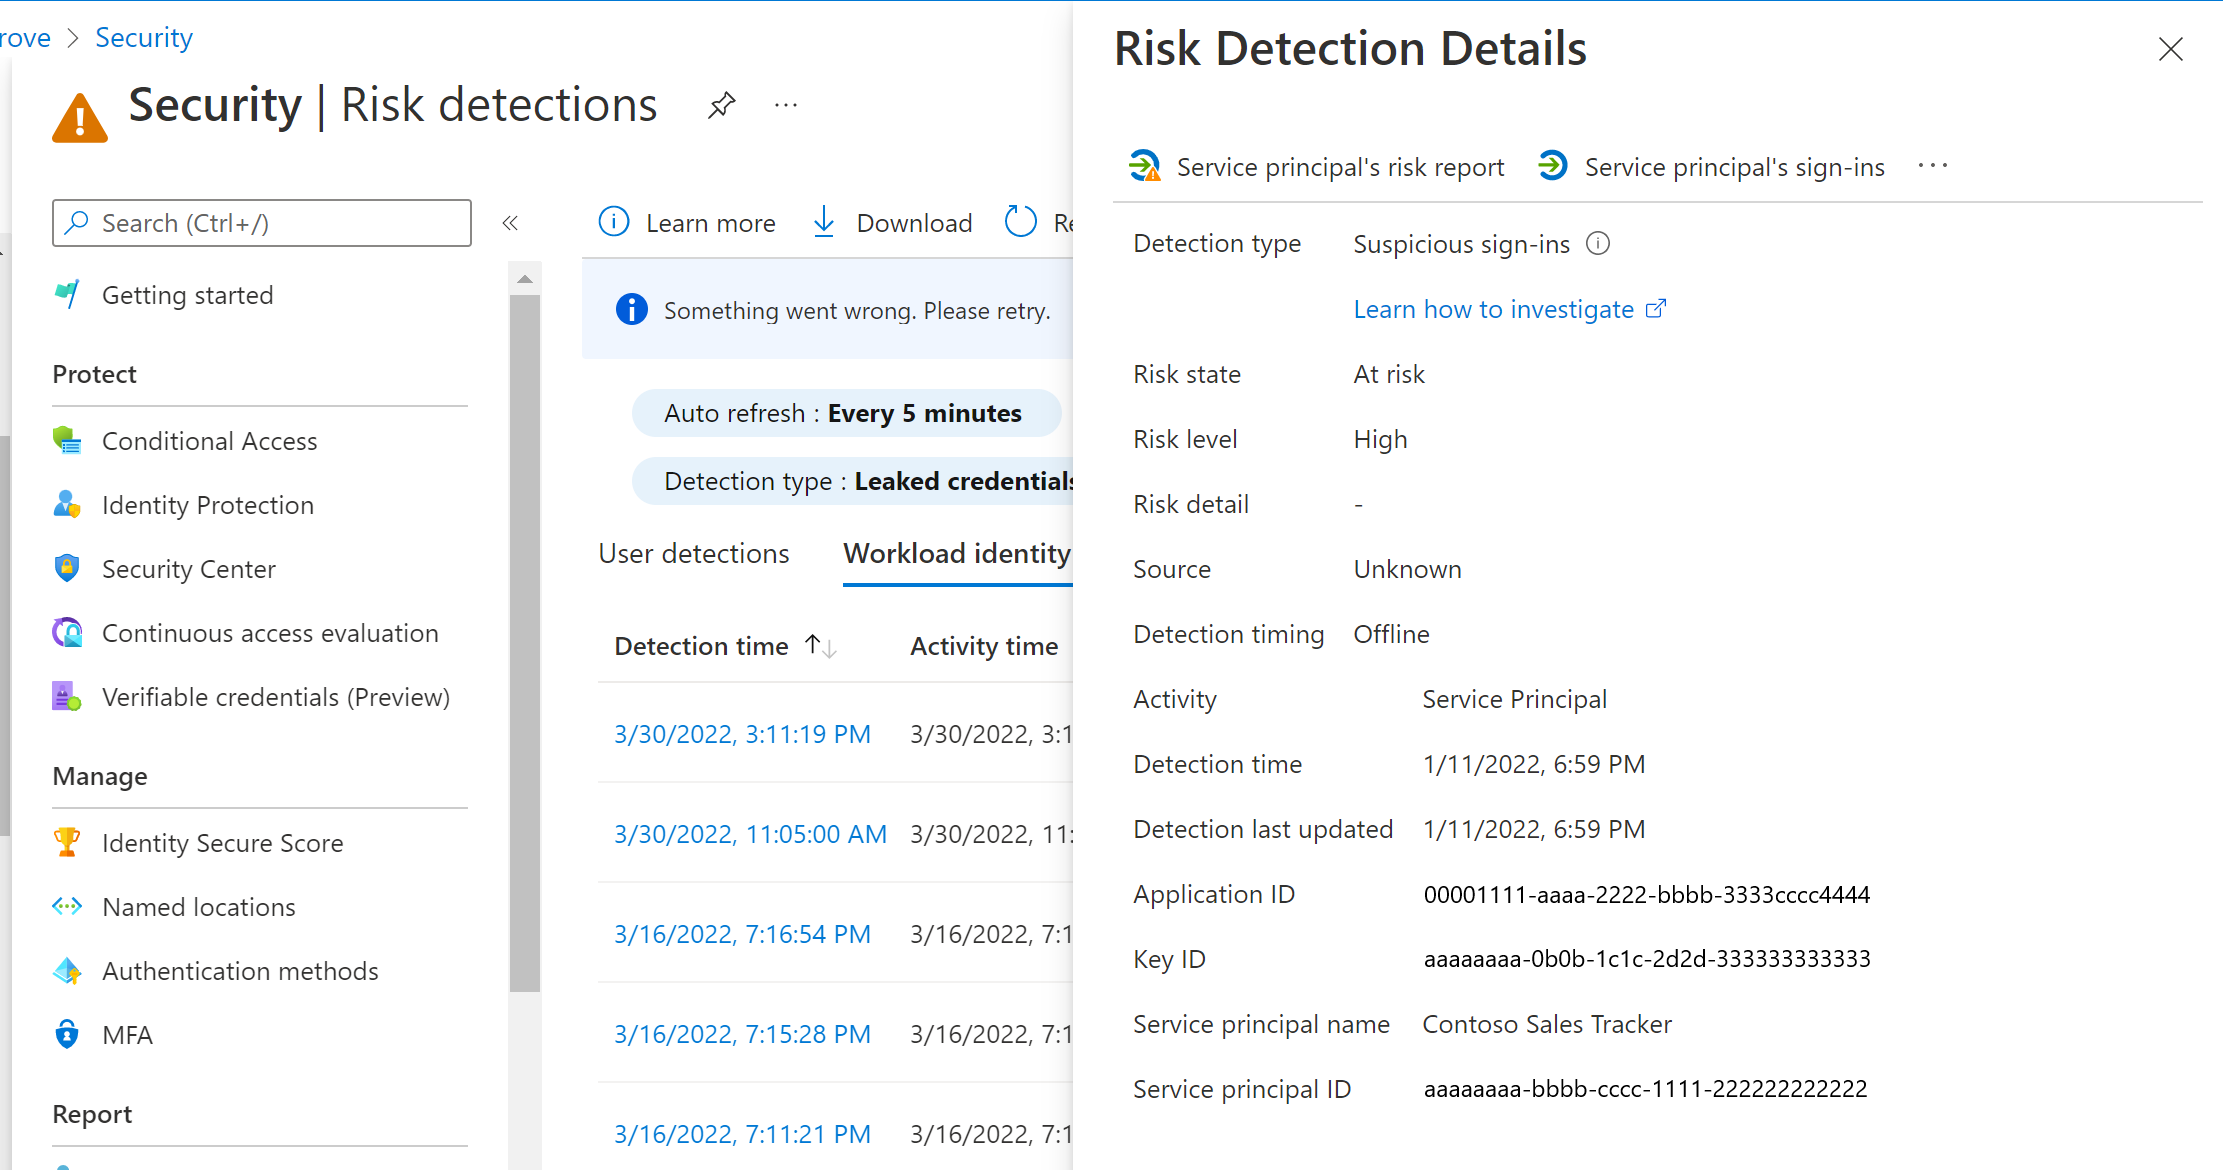 rove > Security
Security | Risk detections
Search (Ctrl+/)
Getting started
Protect
Conditional Access
Identity Protection
Security Center
Continuous access evaluation
Verifiable credentials (Preview)
Manage
Identity Secure Score
Named locations
Authentication methods
MFA
Report
Learn more Download Re
Something went wrong. Please retry.
Auto refresh : Every 5 minutes
Detection type : Leaked credentials
User detections Workload identity
Detection time Activity time
3/30/2022, 3:11:19 PM 3/30/2022, 3:1
3/30/2022, 11:05:00 AM 3/30/2022, 11:
3/16/2022, 7:16:54 PM 3/16/2022, 7:1
3/16/2022, 7:15:28 PM 3/16/2022, 7:1
3/16/2022, 7:11:21 PM 3/16/2022, 7:1
Risk Detection Details
Service principal's risk report Service principal's sign-ins
Detection type Suspicious sign-ins
Learn how to investigate
Risk state At risk
Risk level High
Risk detail -
Source Unknown
Detection timing Offline
Activity Service Principal
Detection time 1/11/2022, 6:59 PM
Detection last updated 1/11/2022, 6:59 PM
Application ID 00001111-aaaa-2222-bbbb-3333cccc4444
Key ID aaaaaaaa-0b0b-1c1c-2d2d-333333333333
Service principal name Contoso Sales Tracker
Service principal ID aaaaaaaa-bbbb-cccc-1111-222222222222